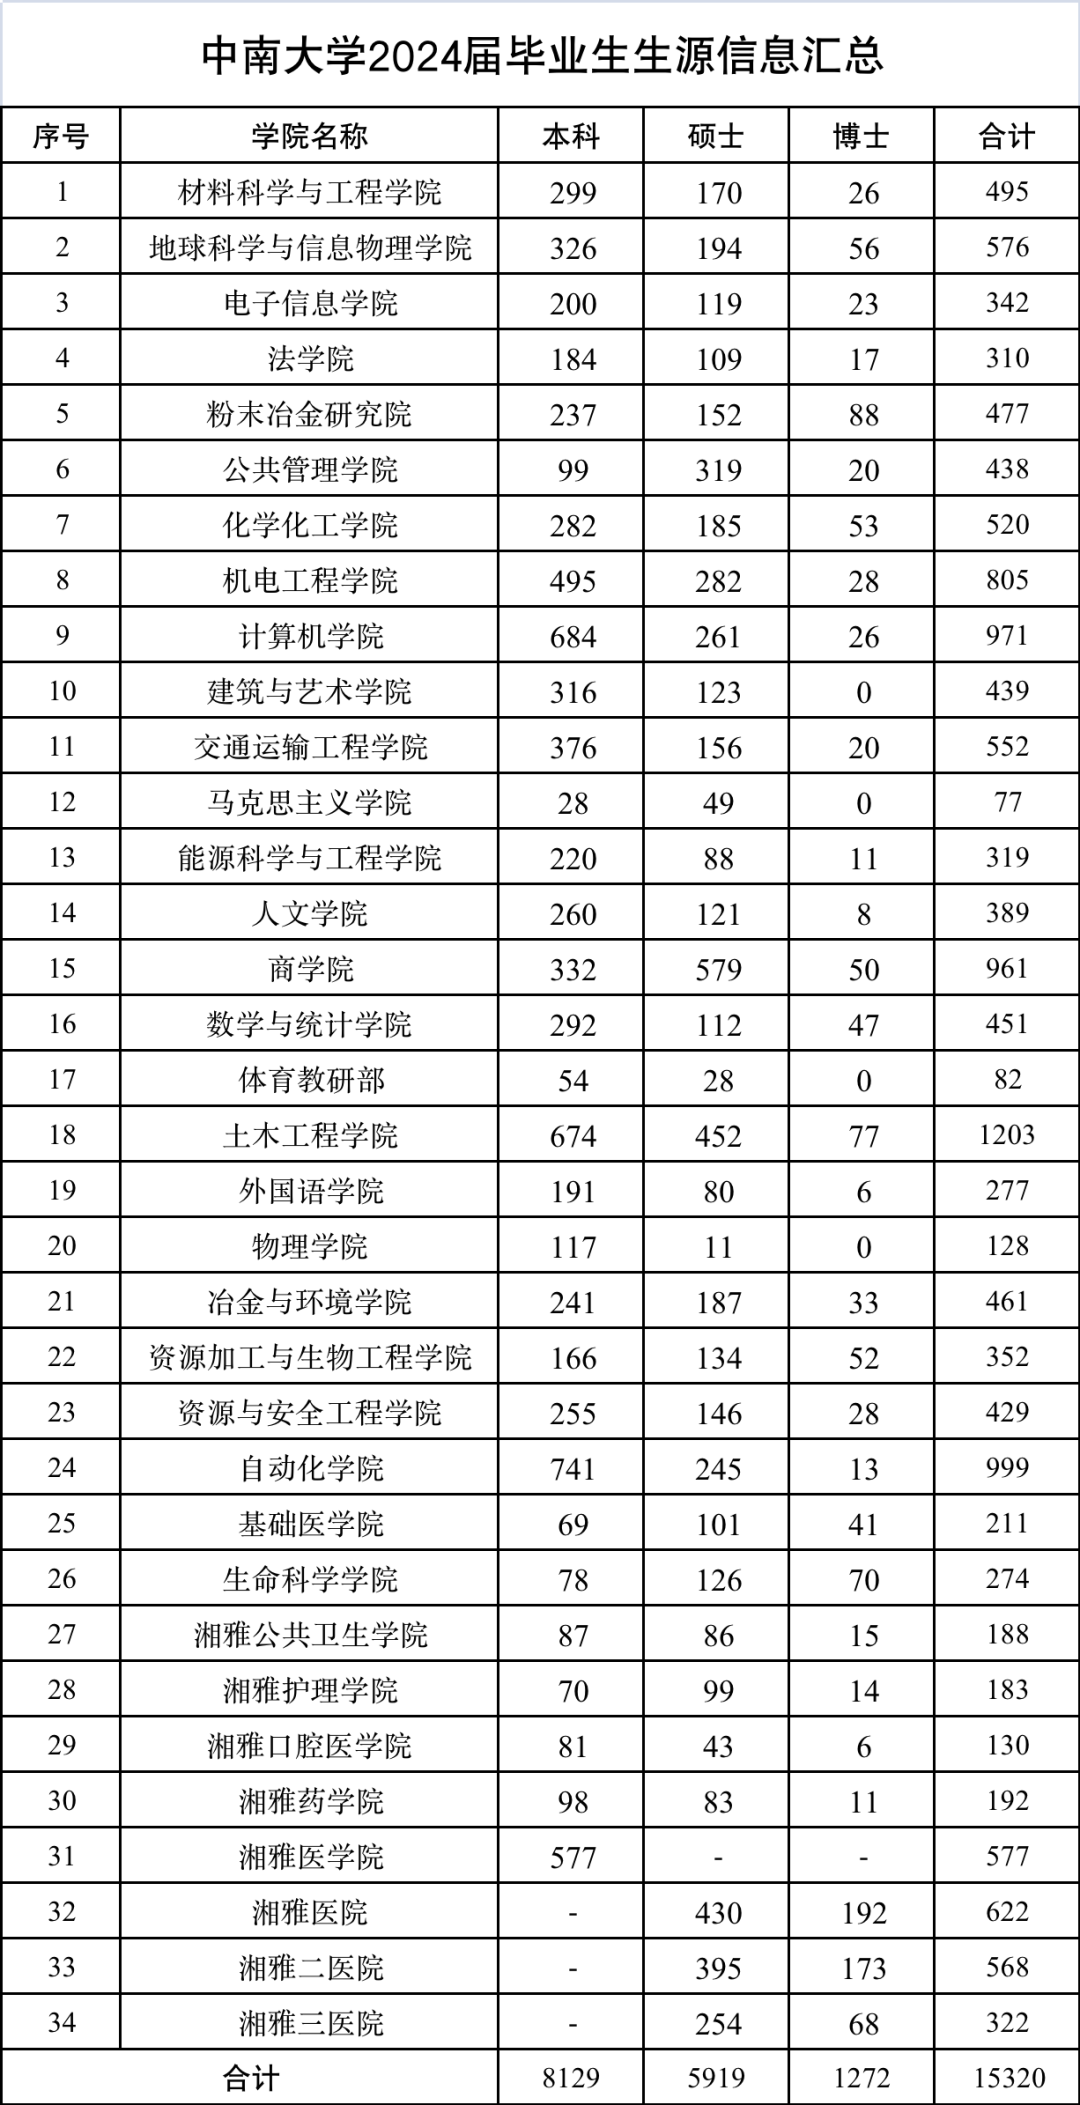 中南大学2024届毕业生生源信息汇总
序号 学院名称 本科 硕士 博士 合计
1 材料科学与工程学院 299 170 26 495
2 地球科学与信息物理学院 326 194 56 576
3 电子信息学院 200 119 23 342
4 法学院 184 109 17 310
5 粉末冶金研究院 237 152 88 477
6 公共管理学院 99 319 20 438
7 化学化工学院 282 185 53 520
8 机电工程学院 495 282 28 805
9 计算机学院 684 261 26 971
10 建筑与艺术学院 316 123 0 439
11 交通运输工程学院 376 156 20 552
12 马克思主义学院 28 49 0 77
13 能源科学与工程学院 220 88 11 319
14 人文学院 260 121 8 389
15 商学院 332 579 50 961
16 数学与统计学院 292 112 47 451
17 体育教研部 54 28 0 82
18 土木工程学院 674 452 77 1203
19 外国语学院 191 80 6 277
20 物理学院 117 11 0 128
21 冶金与环境学院 241 187 33 461
22 资源加工与生物工程学院 166 134 52 352
23 资源与安全工程学院 255 146 28 429
24 自动化学院 741 245 13 999
25 基础医学院 69 101 41 211
26 生命科学学院 78 126 70 274
27 湘雅公共卫生学院 87 86 15 188
28 湘雅护理学院 70 99 14 183
29 湘雅口腔医学院 81 43 6 130
30 湘雅药学院 98 83 11 192
31 湘雅医学院 577 - - 577
32 湘雅医院 - 430 192 622
33 湘雅二医院 - 395 173 568
34 湘雅三医院 - 254 68 322
合计 8129 5919 1272 15320